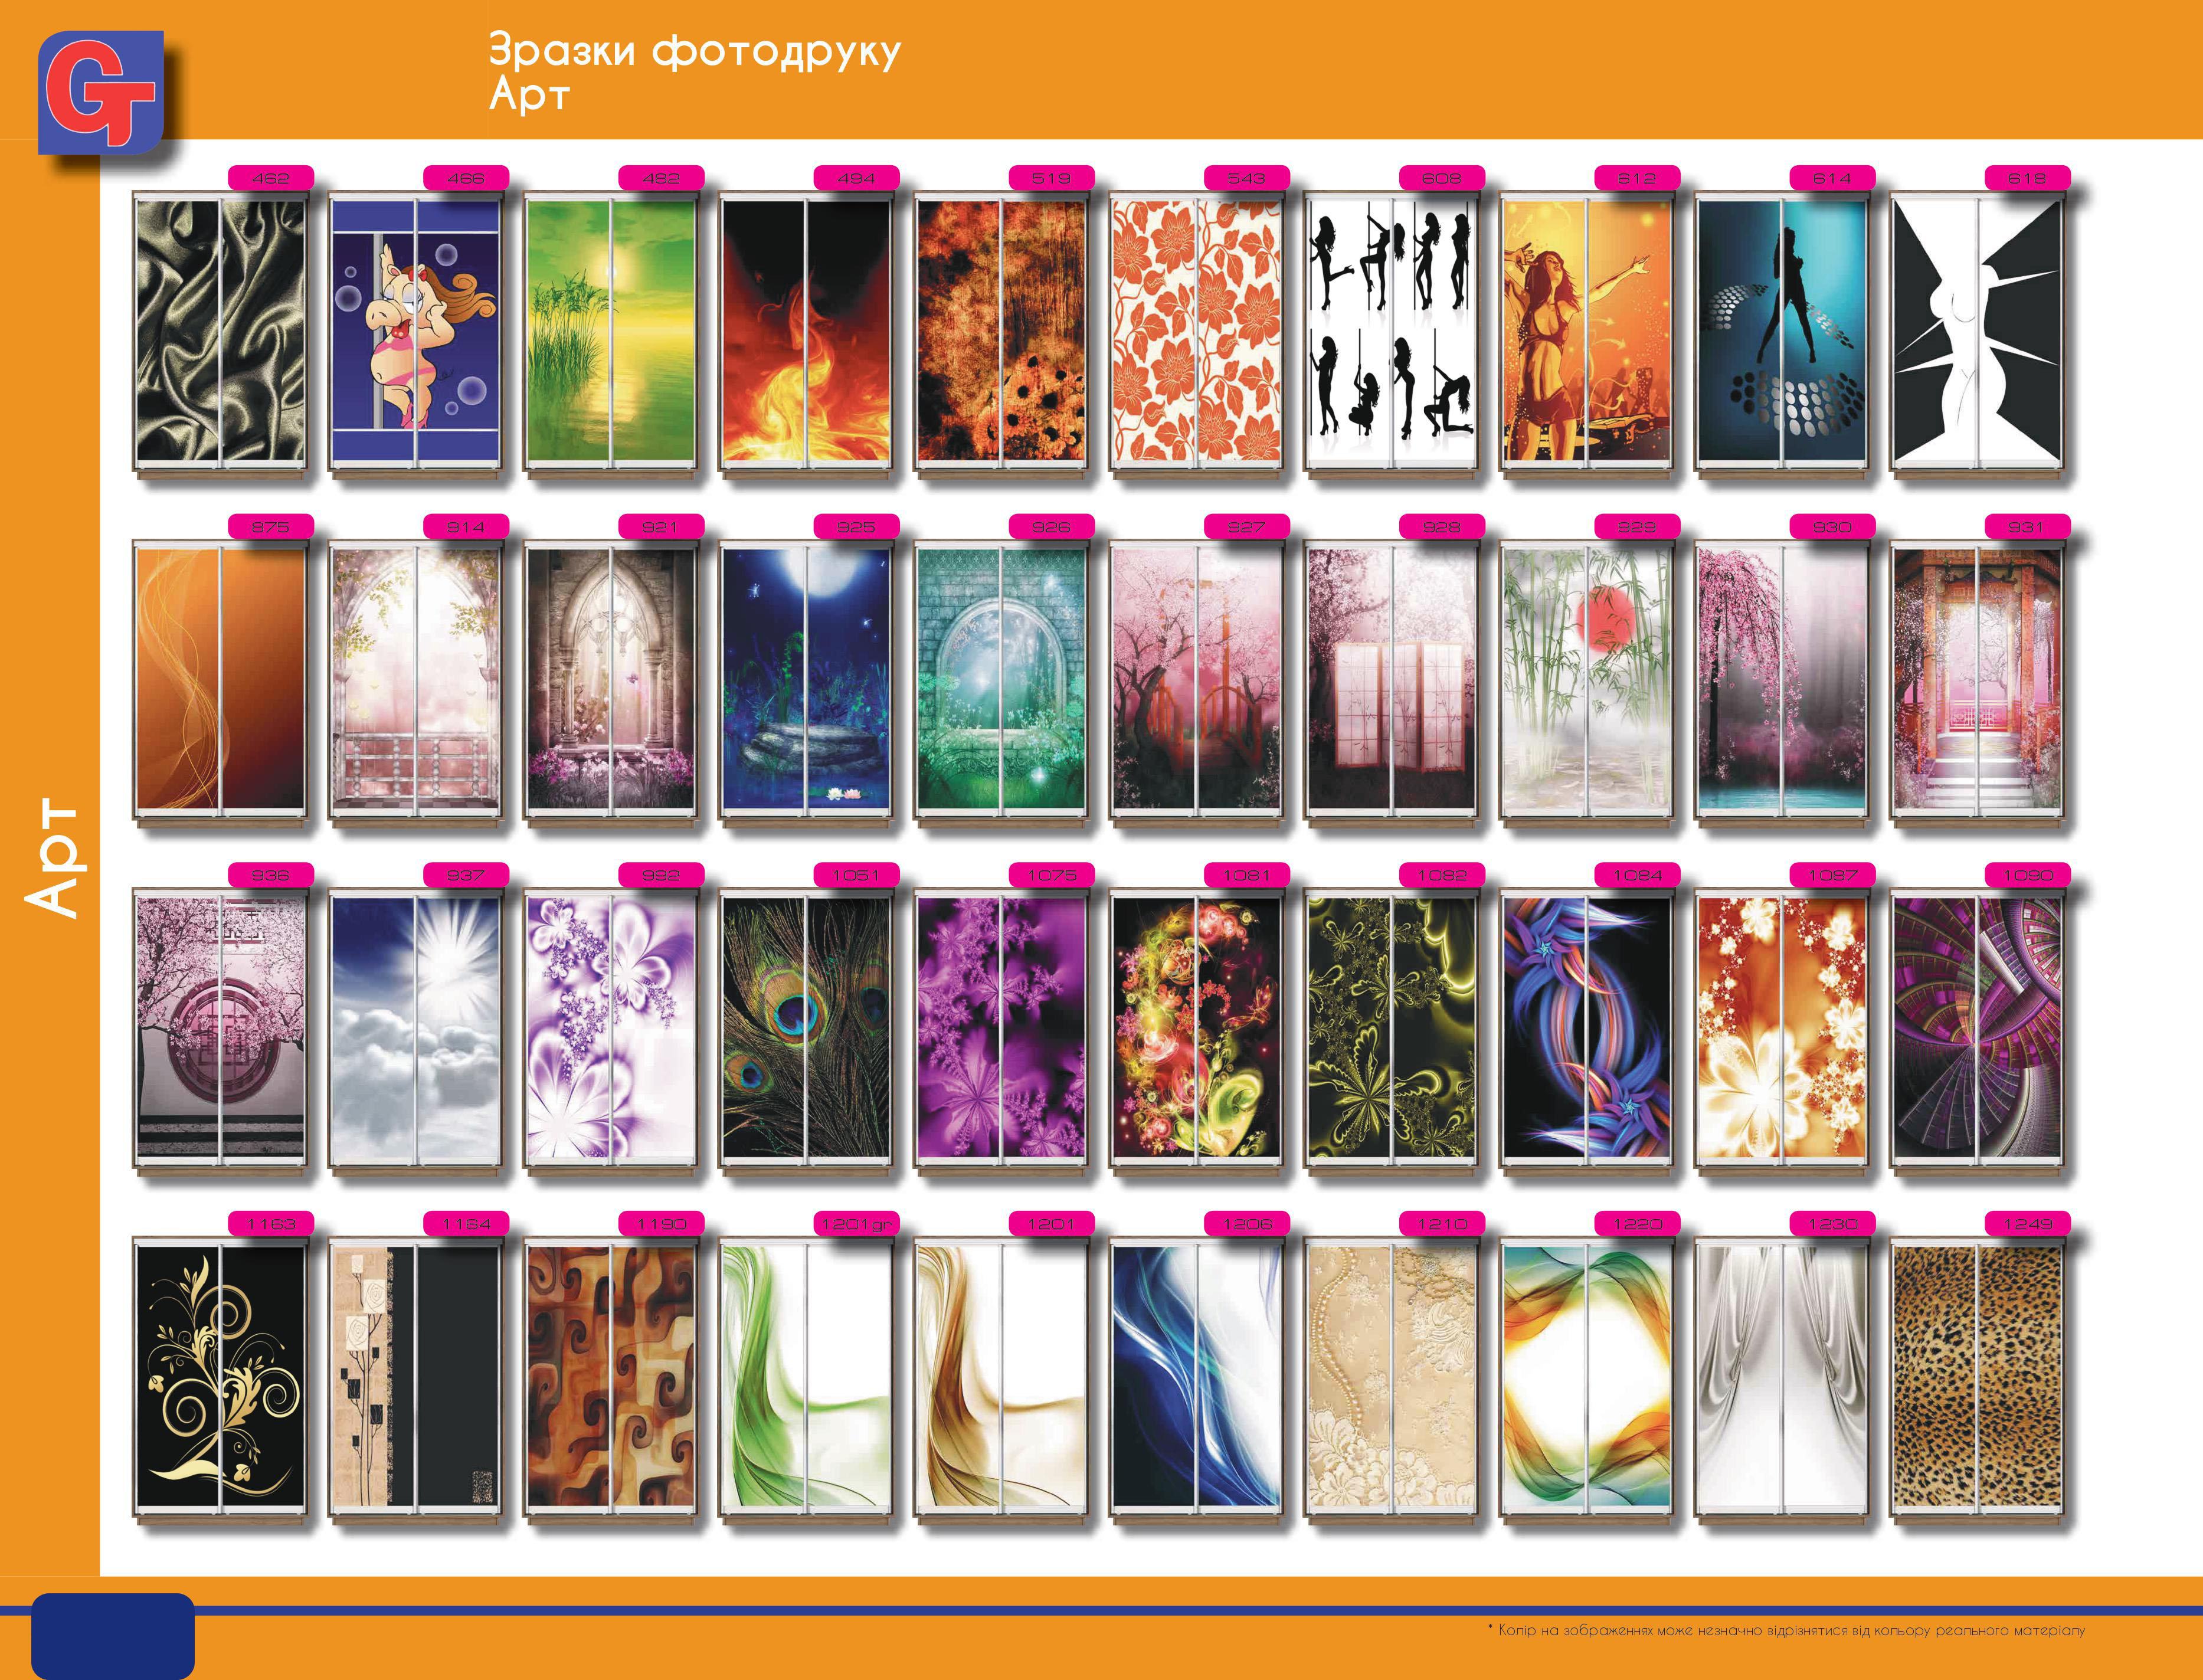 GT
Зразки фотодруку
Арт
462 466 482 494 519 543 608 612 614 618
875 914 921 925 926 927 928 929 930 931
Арт
936 937 992 1051 1075 1081 1082 1084 1087 1090
1163 1164 1190 1201gr 1201 1206 1210 1220 1230 1249
* Колір на зображеннях може незначно відрізнятися від кольору реального матеріалу